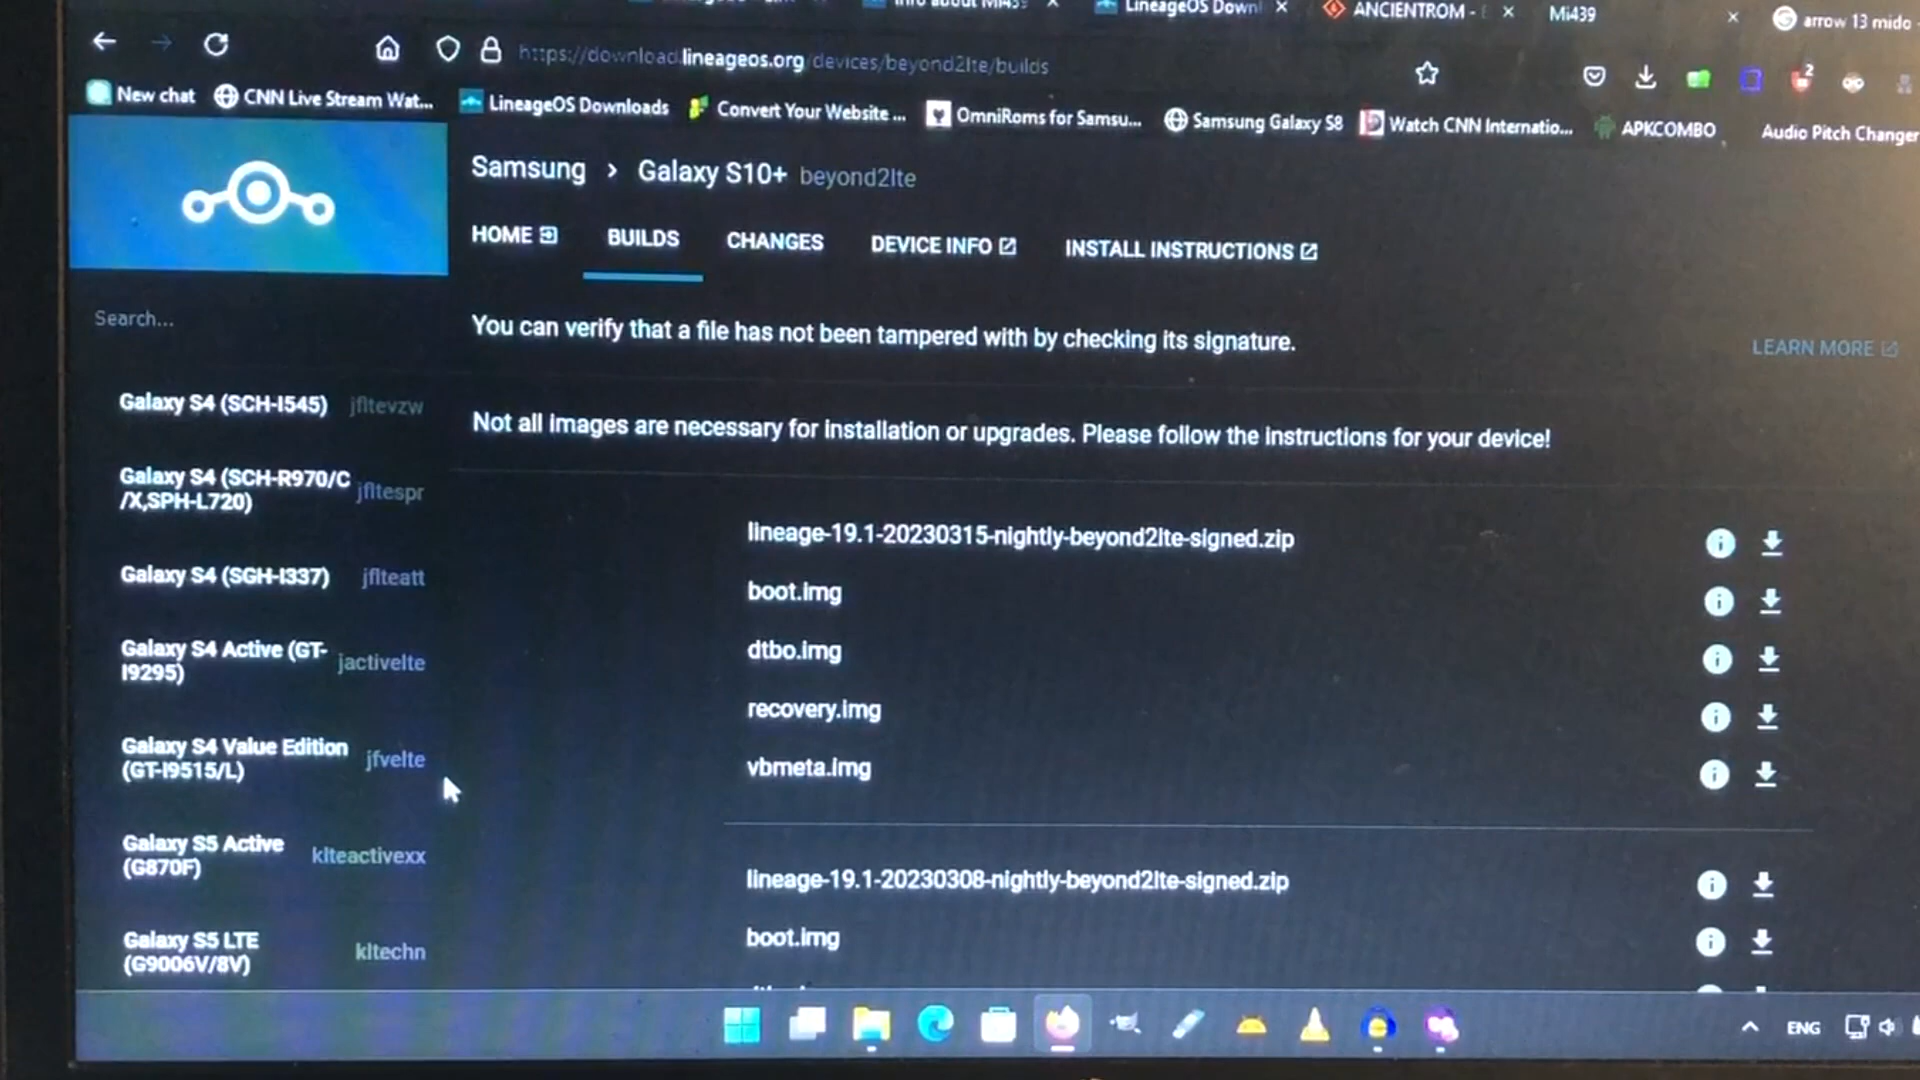 LineageOS Downl
ANCIENTROM -
Mi439
arrow 13 mido
https://download.lineageos.org/devices/beyond2lte/builds
New chat
CNN Live Stream Wat...
LineageOS Downloads
Convert Your Website ...
OmniRoms for Samsu...
Samsung Galaxy S8
Watch CNN Internatio...
APKCOMBO
Audio Pitch Changer
2
Samsung > Galaxy S10+ beyond2lte
HOME
BUILDS
CHANGES
DEVICE INFO
INSTALL INSTRUCTIONS
Search...
You can verify that a file has not been tampered with by checking its signature.
LEARN MORE
Not all images are necessary for installation or upgrades. Please follow the instructions for your device!
Galaxy S4 (SCH-I545) jfltevzw
Galaxy S4 (SCH-R970/C
/X,SPH-L720) jfltespr
Galaxy S4 (SGH-I337) jflteatt
Galaxy S4 Active (GT-
I9295) jactivelte
Galaxy S4 Value Edition
(GT-I9515/L) jfvelte
Galaxy S5 Active
(G870F) klteactivexx
Galaxy S5 LTE
(G9006V/8V) kltechn
lineage-19.1-20230315-nightly-beyond2lte-signed.zip
boot.img
dtbo.img
recovery.img
vbmeta.img
lineage-19.1-20230308-nightly-beyond2lte-signed.zip
boot.img
ENG